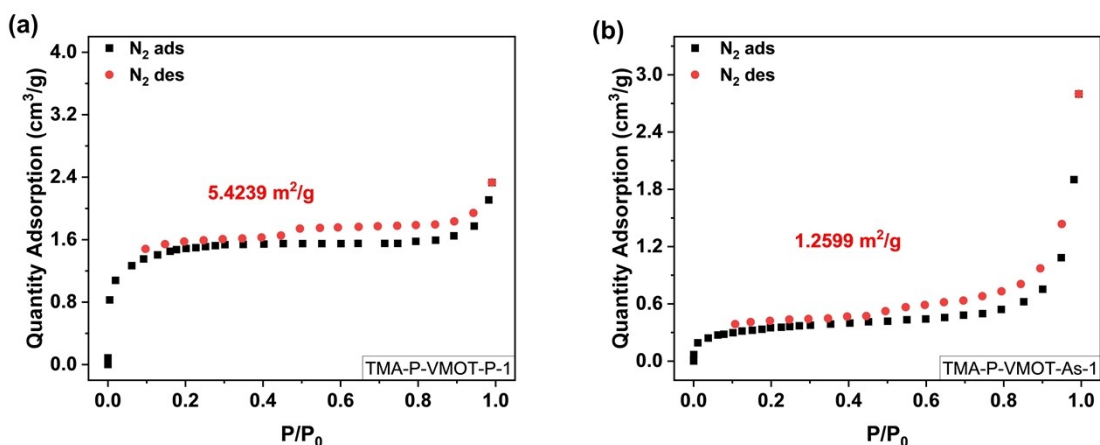 (a)
N₂ ads
N₂ des
5.4239 m²/g
Quantity Adsorption (cm³/g)
4.0
3.2
2.4
1.6
0.8
0.0
TMA-P-VMOT-P-1
0.0 0.2 0.4 0.6 0.8 1.0
P/P₀
(b)
N₂ ads
N₂ des
1.2599 m²/g
Quantity Adsorption (cm³/g)
3.0
2.4
1.8
1.2
0.6
0.0
TMA-P-VMOT-As-1
0.0 0.2 0.4 0.6 0.8 1.0
P/P₀